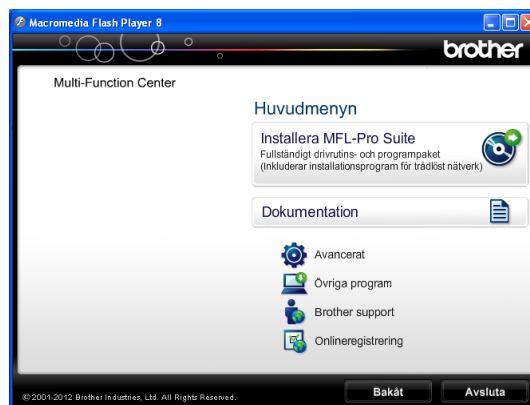 Macromedia Flash Player 8
brother
Multi-Function Center
Huvudmenyn
Installera MFL-Pro Suite
Fullständigt drivrutins- och programpaket
(Inkluderar installationsprogram för trådlöst nätverk)
Dokumentation
Avancerat
Övriga program
Brother support
Onlineregistrering
© 2001-2012 Brother Industries, Ltd. All Rights Reserved.
Bakåt
Avsluta